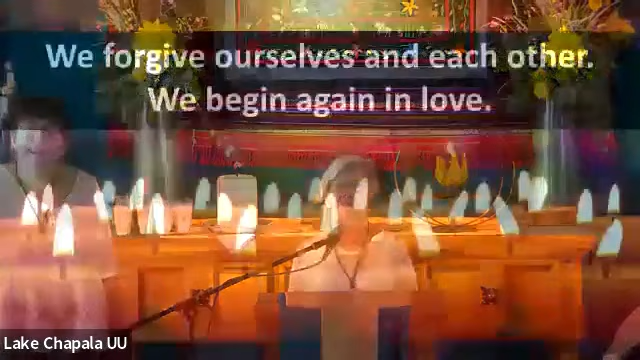 We forgive ourselves and each other.
We begin again in love.
Lake Chapala UU